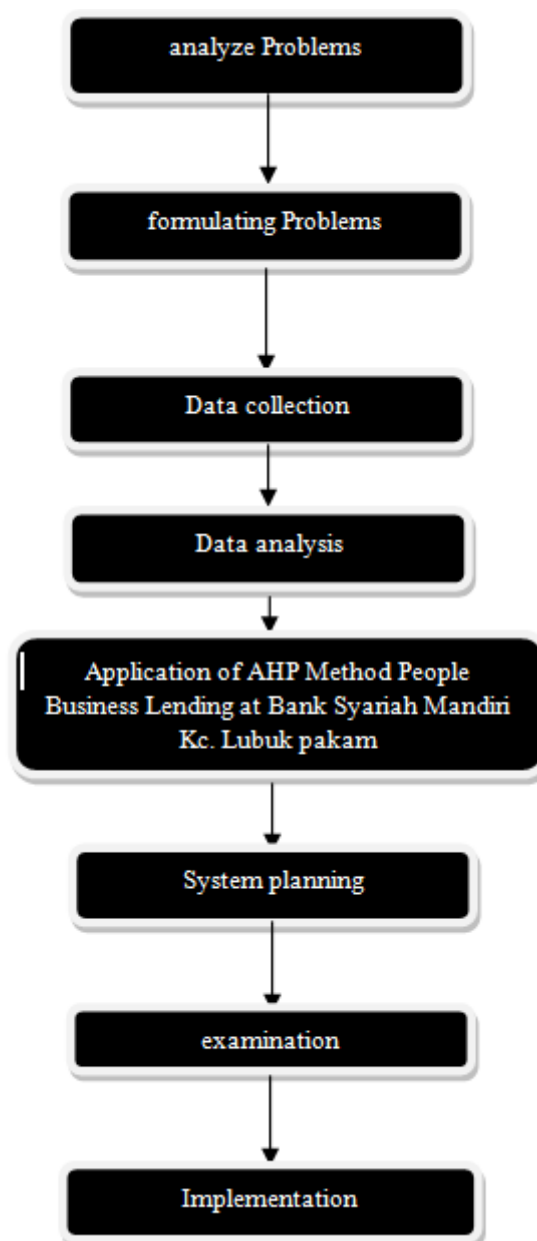 analyze Problems
formulating Problems
Data collection
Data analysis
Application of AHP Method People
Business Lending at Bank Syariah Mandiri
Kc. Lubuk pakam
System planning
examination
Implementation